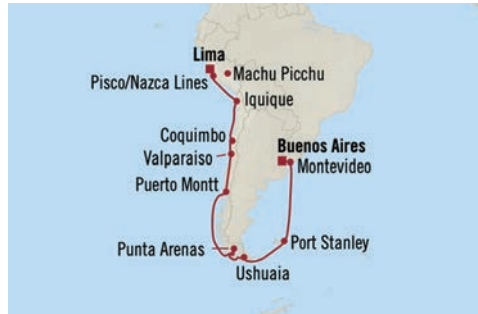 Lima
Machu Picchu
Pisco/Nazca Lines
Iquique
Coquimbo
Buenos Aires
Valparaiso
Montevideo
Puerto Montt
Port Stanley
Punta Arenas
Ushuaia